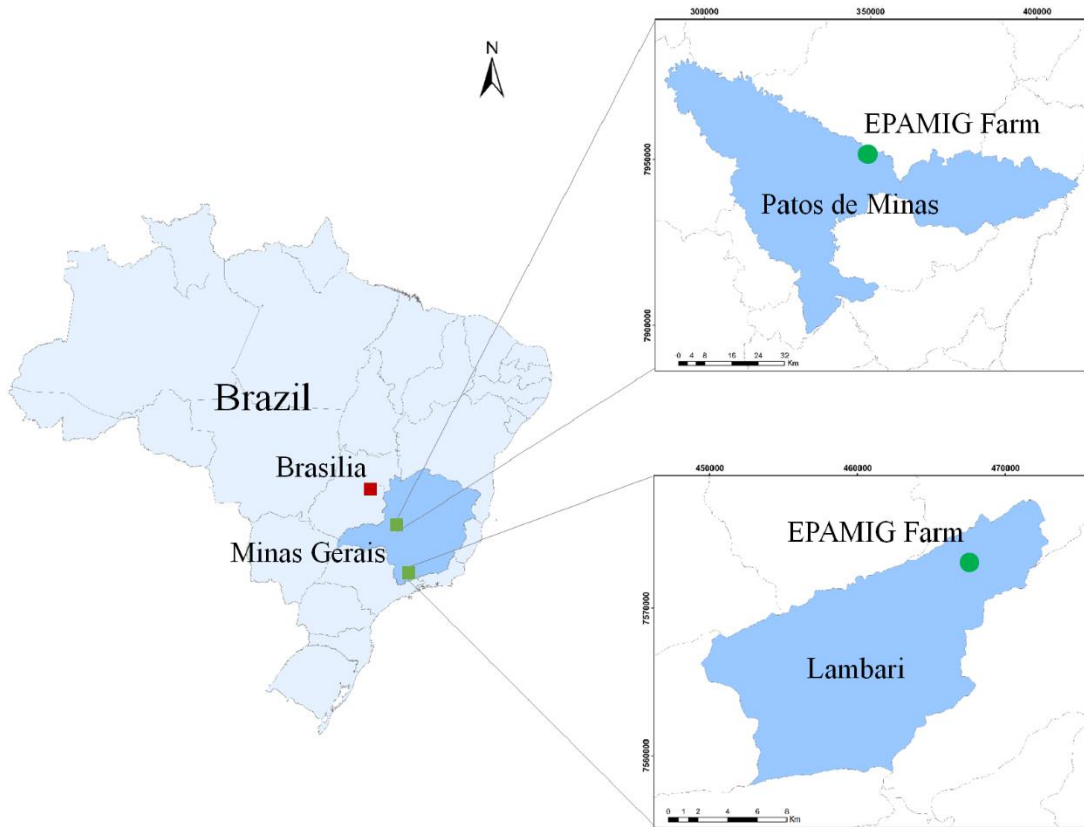 N
Brazil
Brasilia
Minas Gerais
300000 350000 400000
7950000
7900000
EPAMIG Farm
Patos de Minas
0 4 8 16 24 32
Km
450000 460000 470000
7570000
7560000
EPAMIG Farm
Lambari
0 1 2 4 6 8
Km